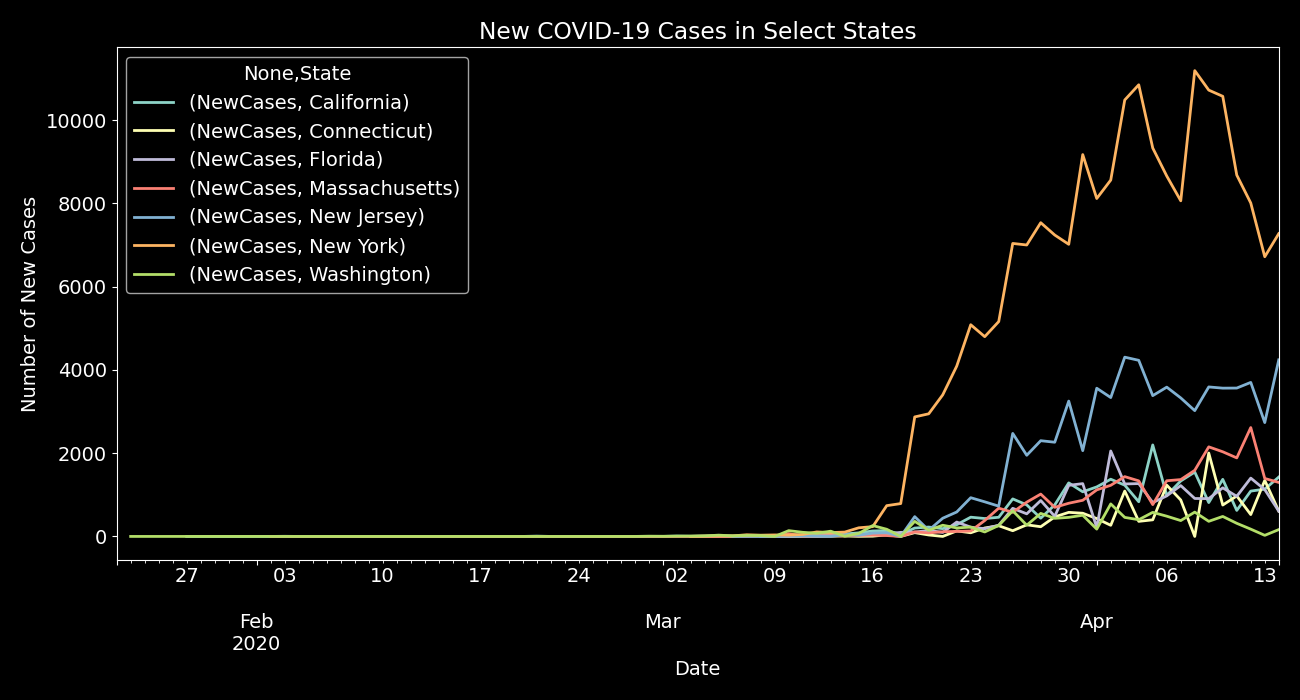 New COVID-19 Cases in Select States
None,State
(NewCases, California)
(NewCases, Connecticut)
(NewCases, Florida)
(NewCases, Massachusetts)
(NewCases, New Jersey)
(NewCases, New York)
(NewCases, Washington)
Number of New Cases
10000
8000
6000
4000
2000
0
27 03 10 17 24 02 09 16 23 30 06 13
Feb Mar Apr
2020
Date